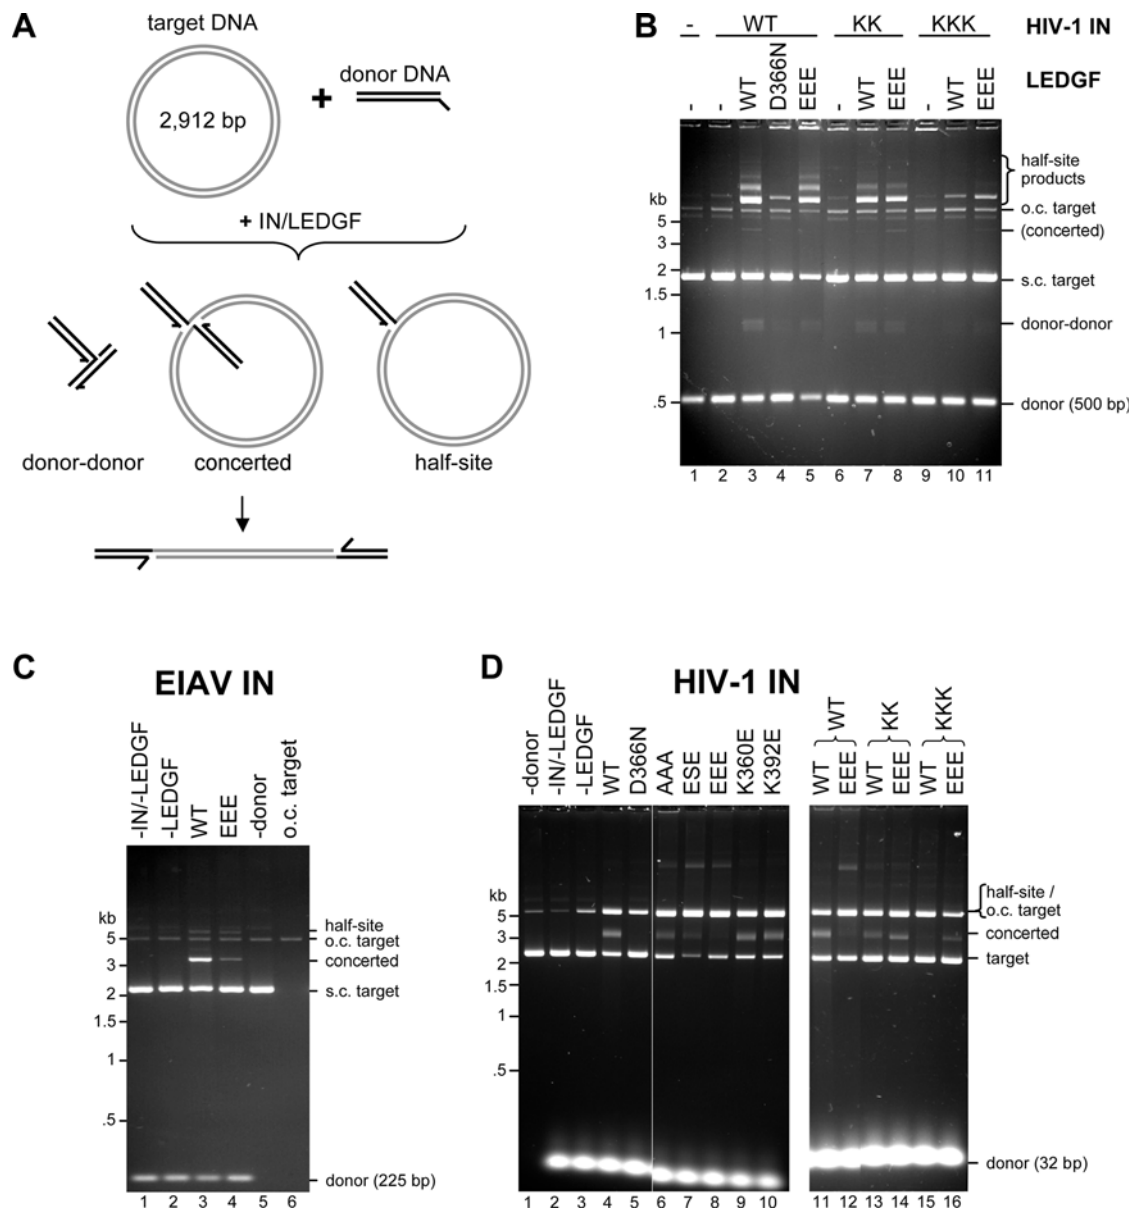 A
target DNA
2,912 bp
+
donor DNA
+ IN/LEDGF
donor-donor
concerted
half-site
B
- WT KK KKK HIV-1 IN
- - WT D366N EEE - WT EEE - WT EEE LEDGF
half-site
products
kb
o.c. target
5
(concerted)
3
2
s.c. target
1.5
donor-donor
1
.5
donor (500 bp)
1 2 3 4 5 6 7 8 9 10 11
C
EIAV IN
-IN/-LEDGF
-LEDGF
WT
EEE
-donor
o.c. target
kb
half-site
5
o.c. target
3
concerted
2
s.c. target
1.5
1
.5
donor (225 bp)
1 2 3 4 5 6
D
HIV-1 IN
-donor
-IN/-LEDGF
-LEDGF
WT
D366N
AAA
ESE
EEE
K360E
K392E
WT KK KKK
WT EEE WT EEE WT EEE
kb
half-site /
5
o.c. target
3
concerted
2
target
1.5
1
.5
donor (32 bp)
1 2 3 4 5 6 7 8 9 10 11 12 13 14 15 16